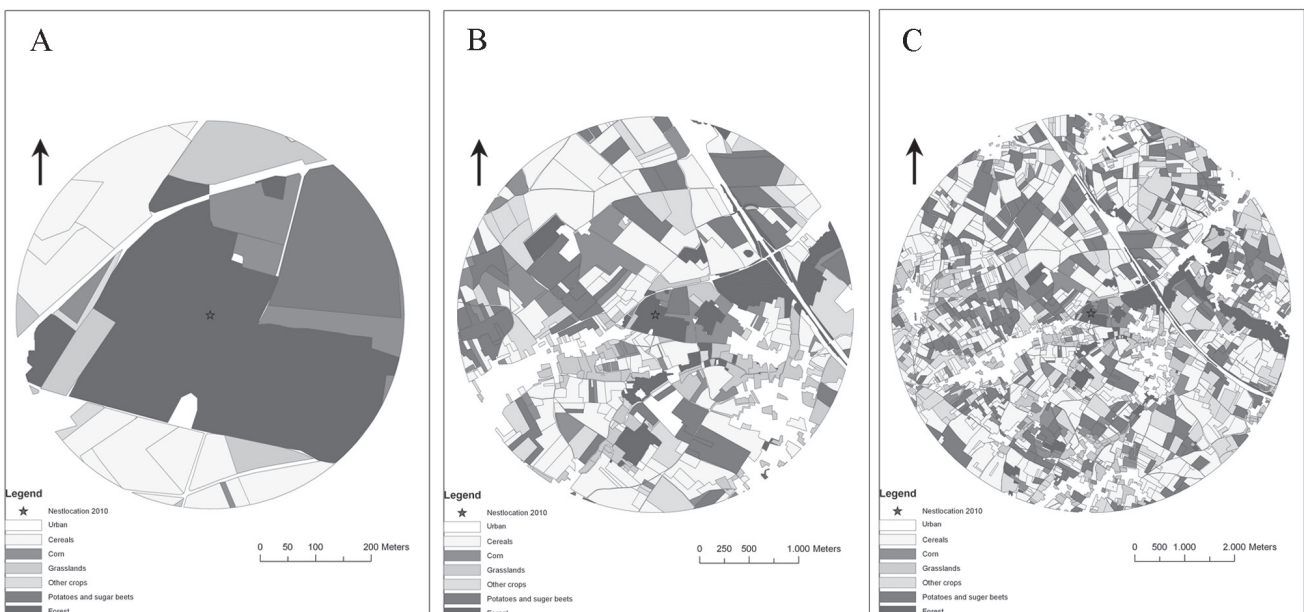 A
Legend
Nestlocation 2010
Urban
Cereals
Corn
Grasslands
Other crops
Potatoes and sugar beets
Forest
0 50 100 200 Meters
B
Legend
Nestlocation 2010
Urban
Cereals
Corn
Grasslands
Other crops
Potatoes and suger beets
Forest
0 250 500 1.000 Meters
C
Legend
Nestlocation 2010
Urban
Cereals
Corn
Grasslands
Other crops
Potatoes and suger beets
Forest
0 500 1.000 2.000 Meters